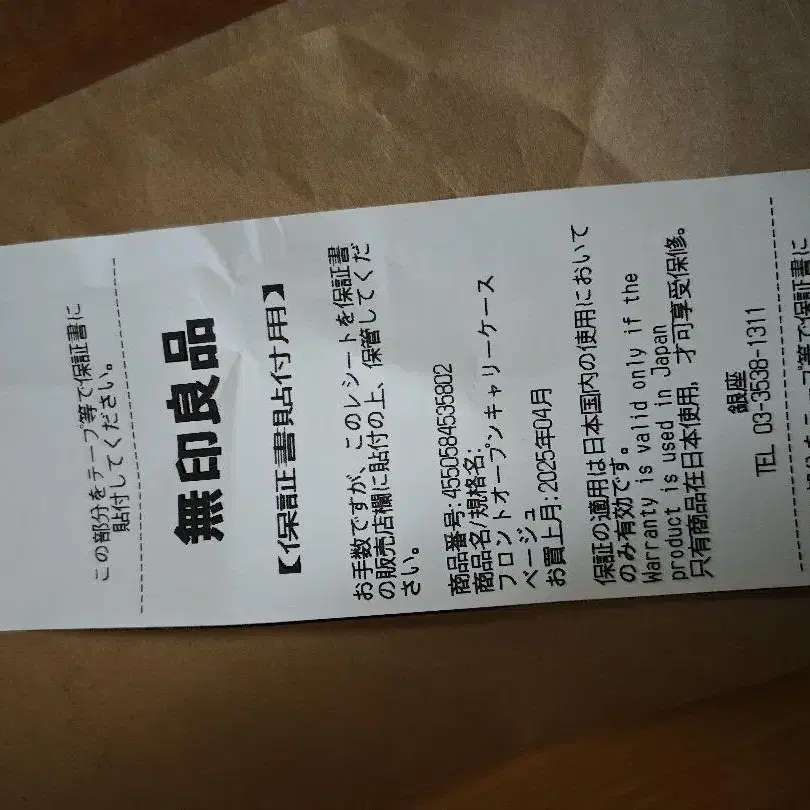 この部分をテープ等で保証書に
貼付してください。
無印良品
【保証書貼付用】
お手数ですが、このレシートを保証書
の販売店欄に貼付の上、保管してくだ
さい。
商品番号:4550584535802
商品名/規格名:
フロントオープンキャリーケース
ベージュ
お買上月:2025年04月
保証の適用は日本国内の使用において
のみ有効です。
Warranty is valid only if the
product is used in Japan
只有商品在日本使用，才可享受保修。
銀座
TEL 03-3538-1311